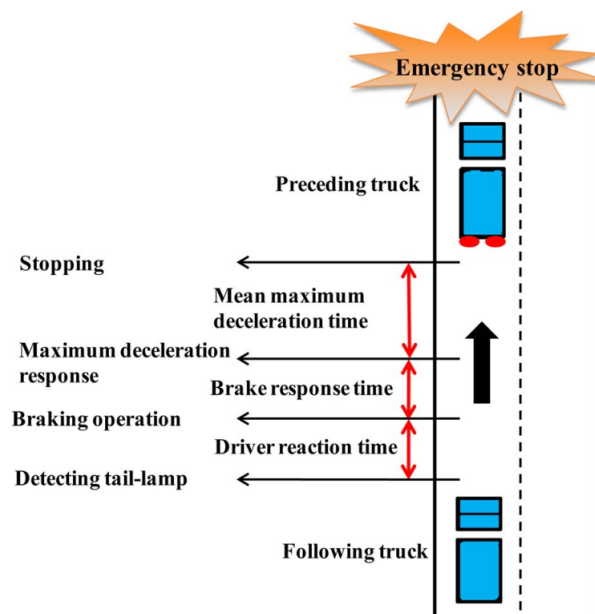 Emergency stop
Preceding truck
Stopping
Mean maximum
deceleration time
Maximum deceleration
response
Brake response time
Braking operation
Driver reaction time
Detecting tail-lamp
Following truck